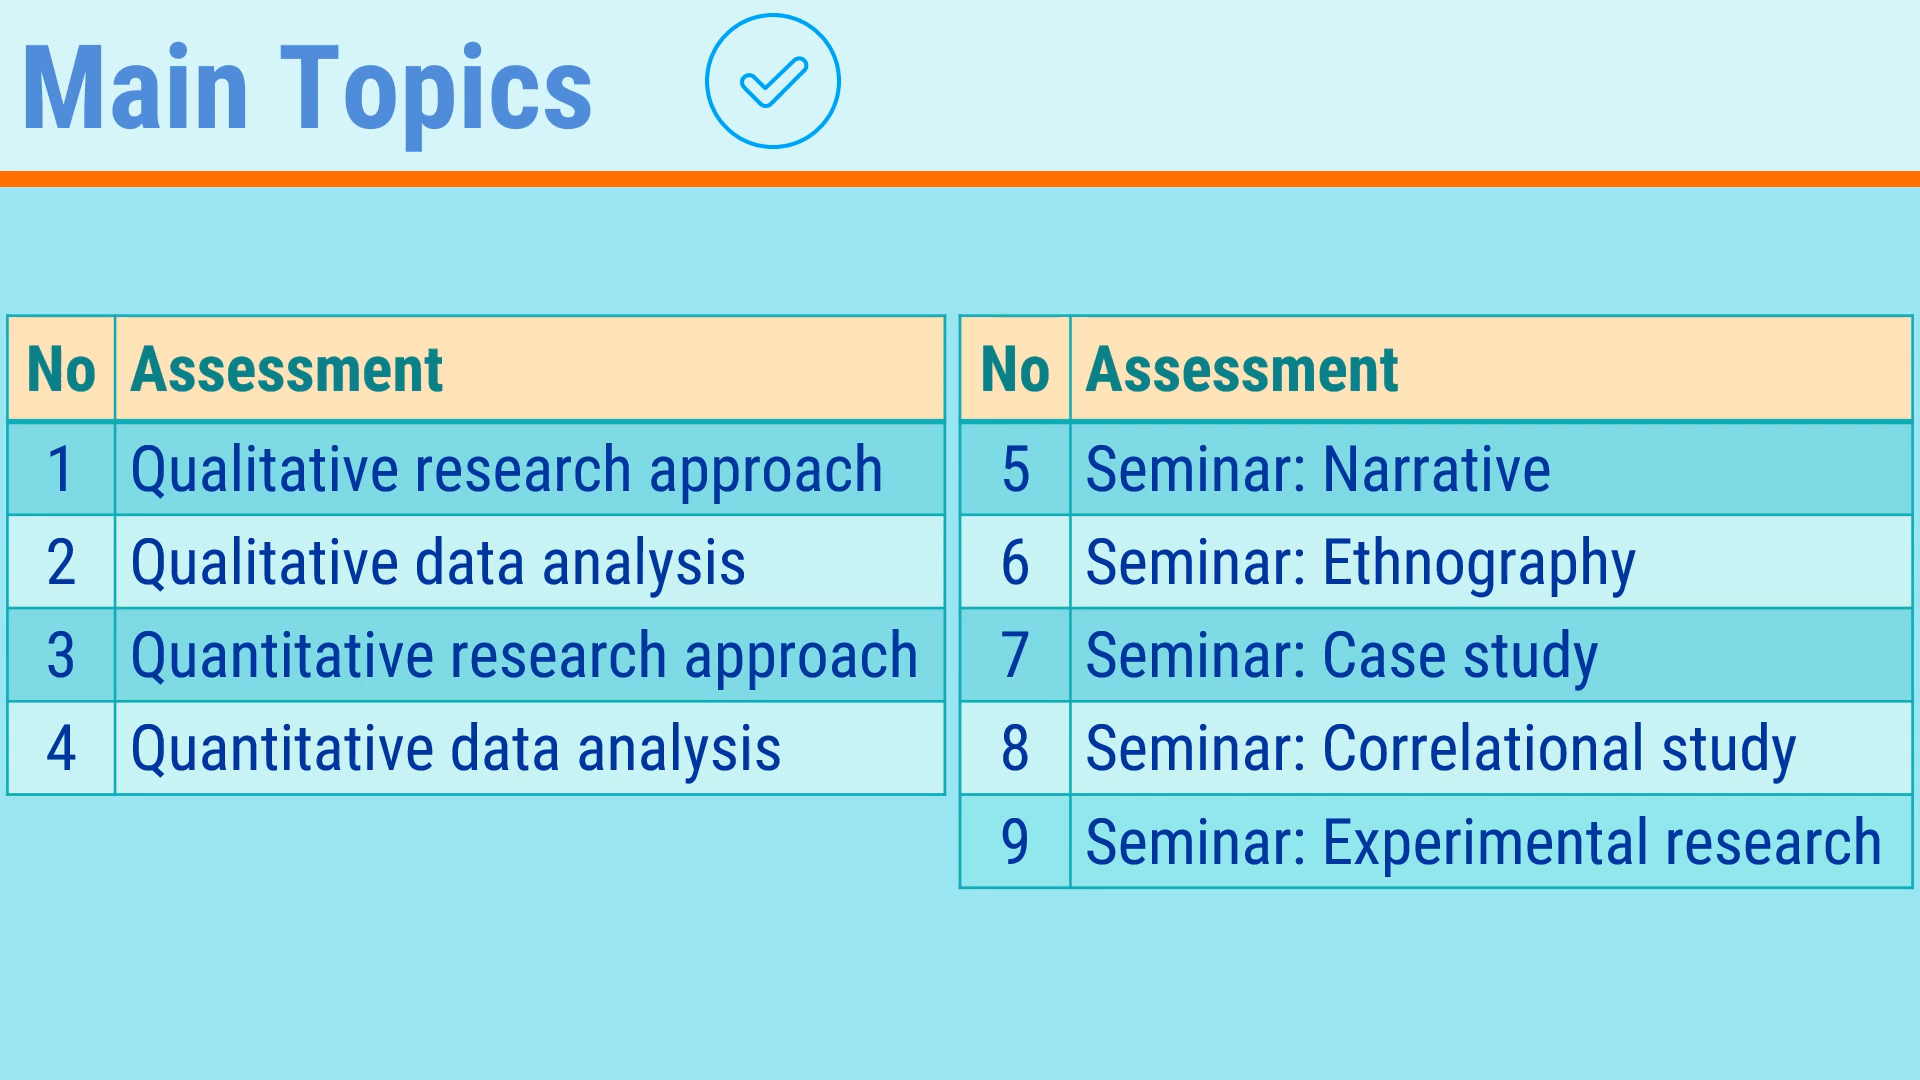 Main Topics
No Assessment
1 Qualitative research approach
2 Qualitative data analysis
3 Quantitative research approach
4 Quantitative data analysis
No Assessment
5 Seminar: Narrative
6 Seminar: Ethnography
7 Seminar: Case study
8 Seminar: Correlational study
9 Seminar: Experimental research